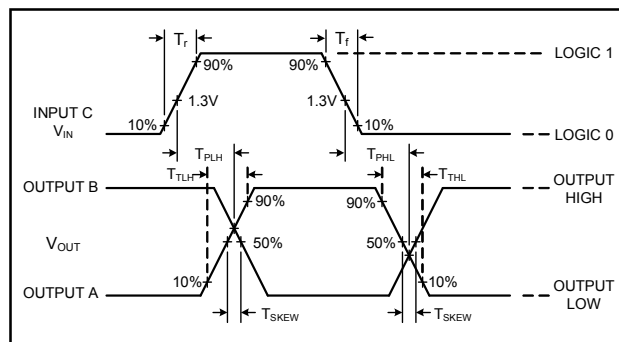 Tr
Tf
90%
90%
LOGIC 1
INPUT C
VIN
1.3V
1.3V
10%
10%
LOGIC 0
TPLH
TPHL
TTLH
TTHL
OUTPUT B
OUTPUT
HIGH
90%
90%
VOUT
50%
50%
10%
10%
OUTPUT A
OUTPUT
LOW
TSKEW
TSKEW